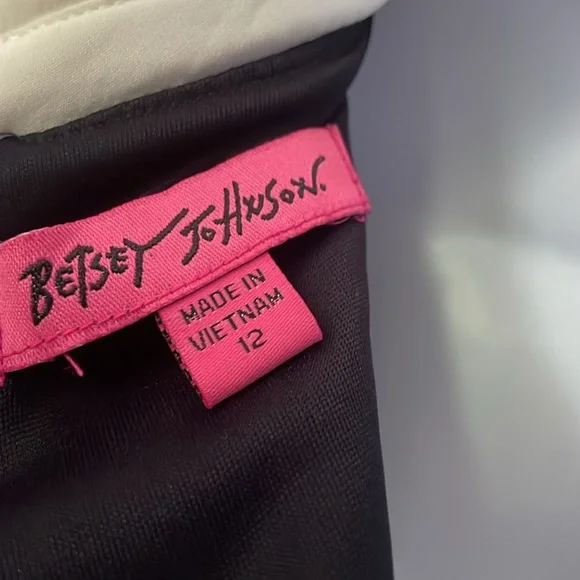 BETSEY JOHNSON.
MADE IN
VIETNAM
12